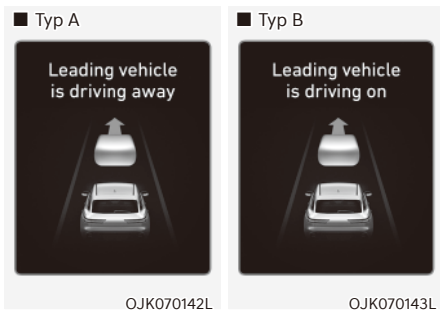 ■ Typ A
Leading vehicle
is driving away
OJK070142L
■ Typ B
Leading vehicle
is driving on
OJK070143L